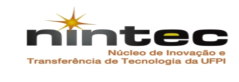 nintec
Núcleo de Inovação e
Transferência de Tecnologia da UFPI